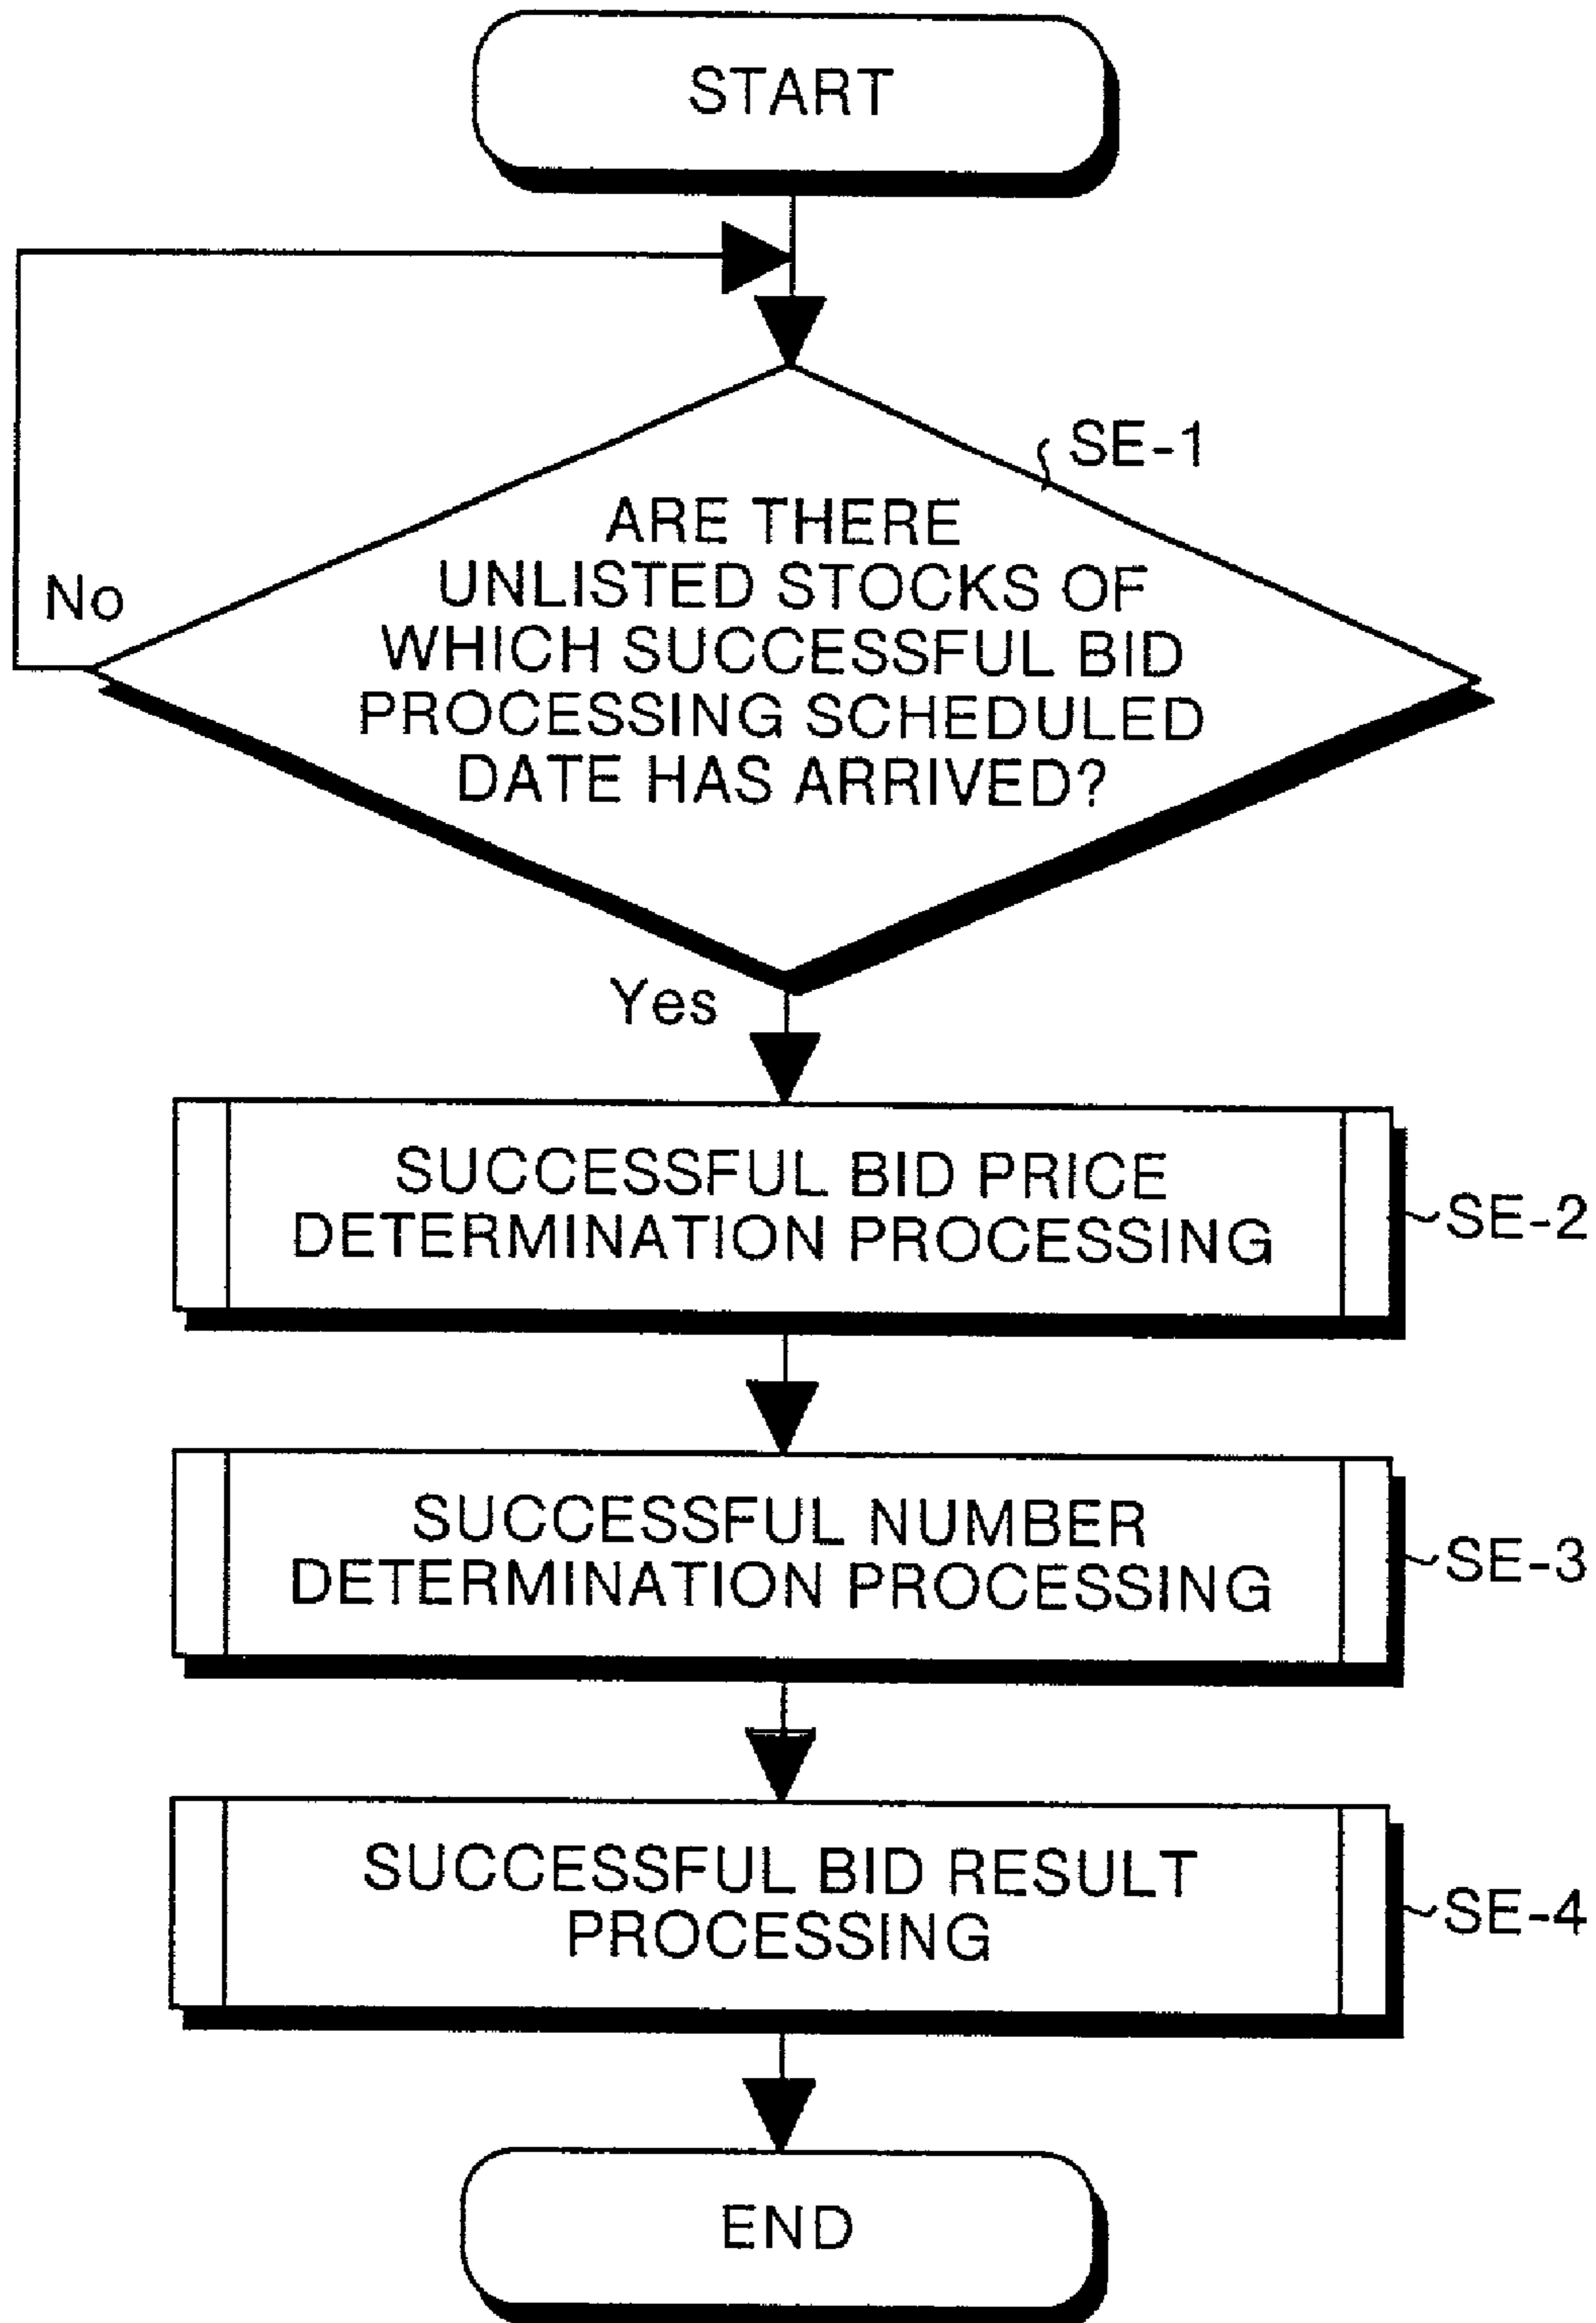 START
SE-1
ARE THERE
UNLISTED STOCKS OF
WHICH SUCCESSFUL BID
PROCESSING SCHEDULED
DATE HAS ARRIVED?
No
Yes
SUCCESSFUL BID PRICE
DETERMINATION PROCESSING
SE-2
SUCCESSFUL NUMBER
DETERMINATION PROCESSING
SE-3
SUCCESSFUL BID RESULT
PROCESSING
SE-4
END